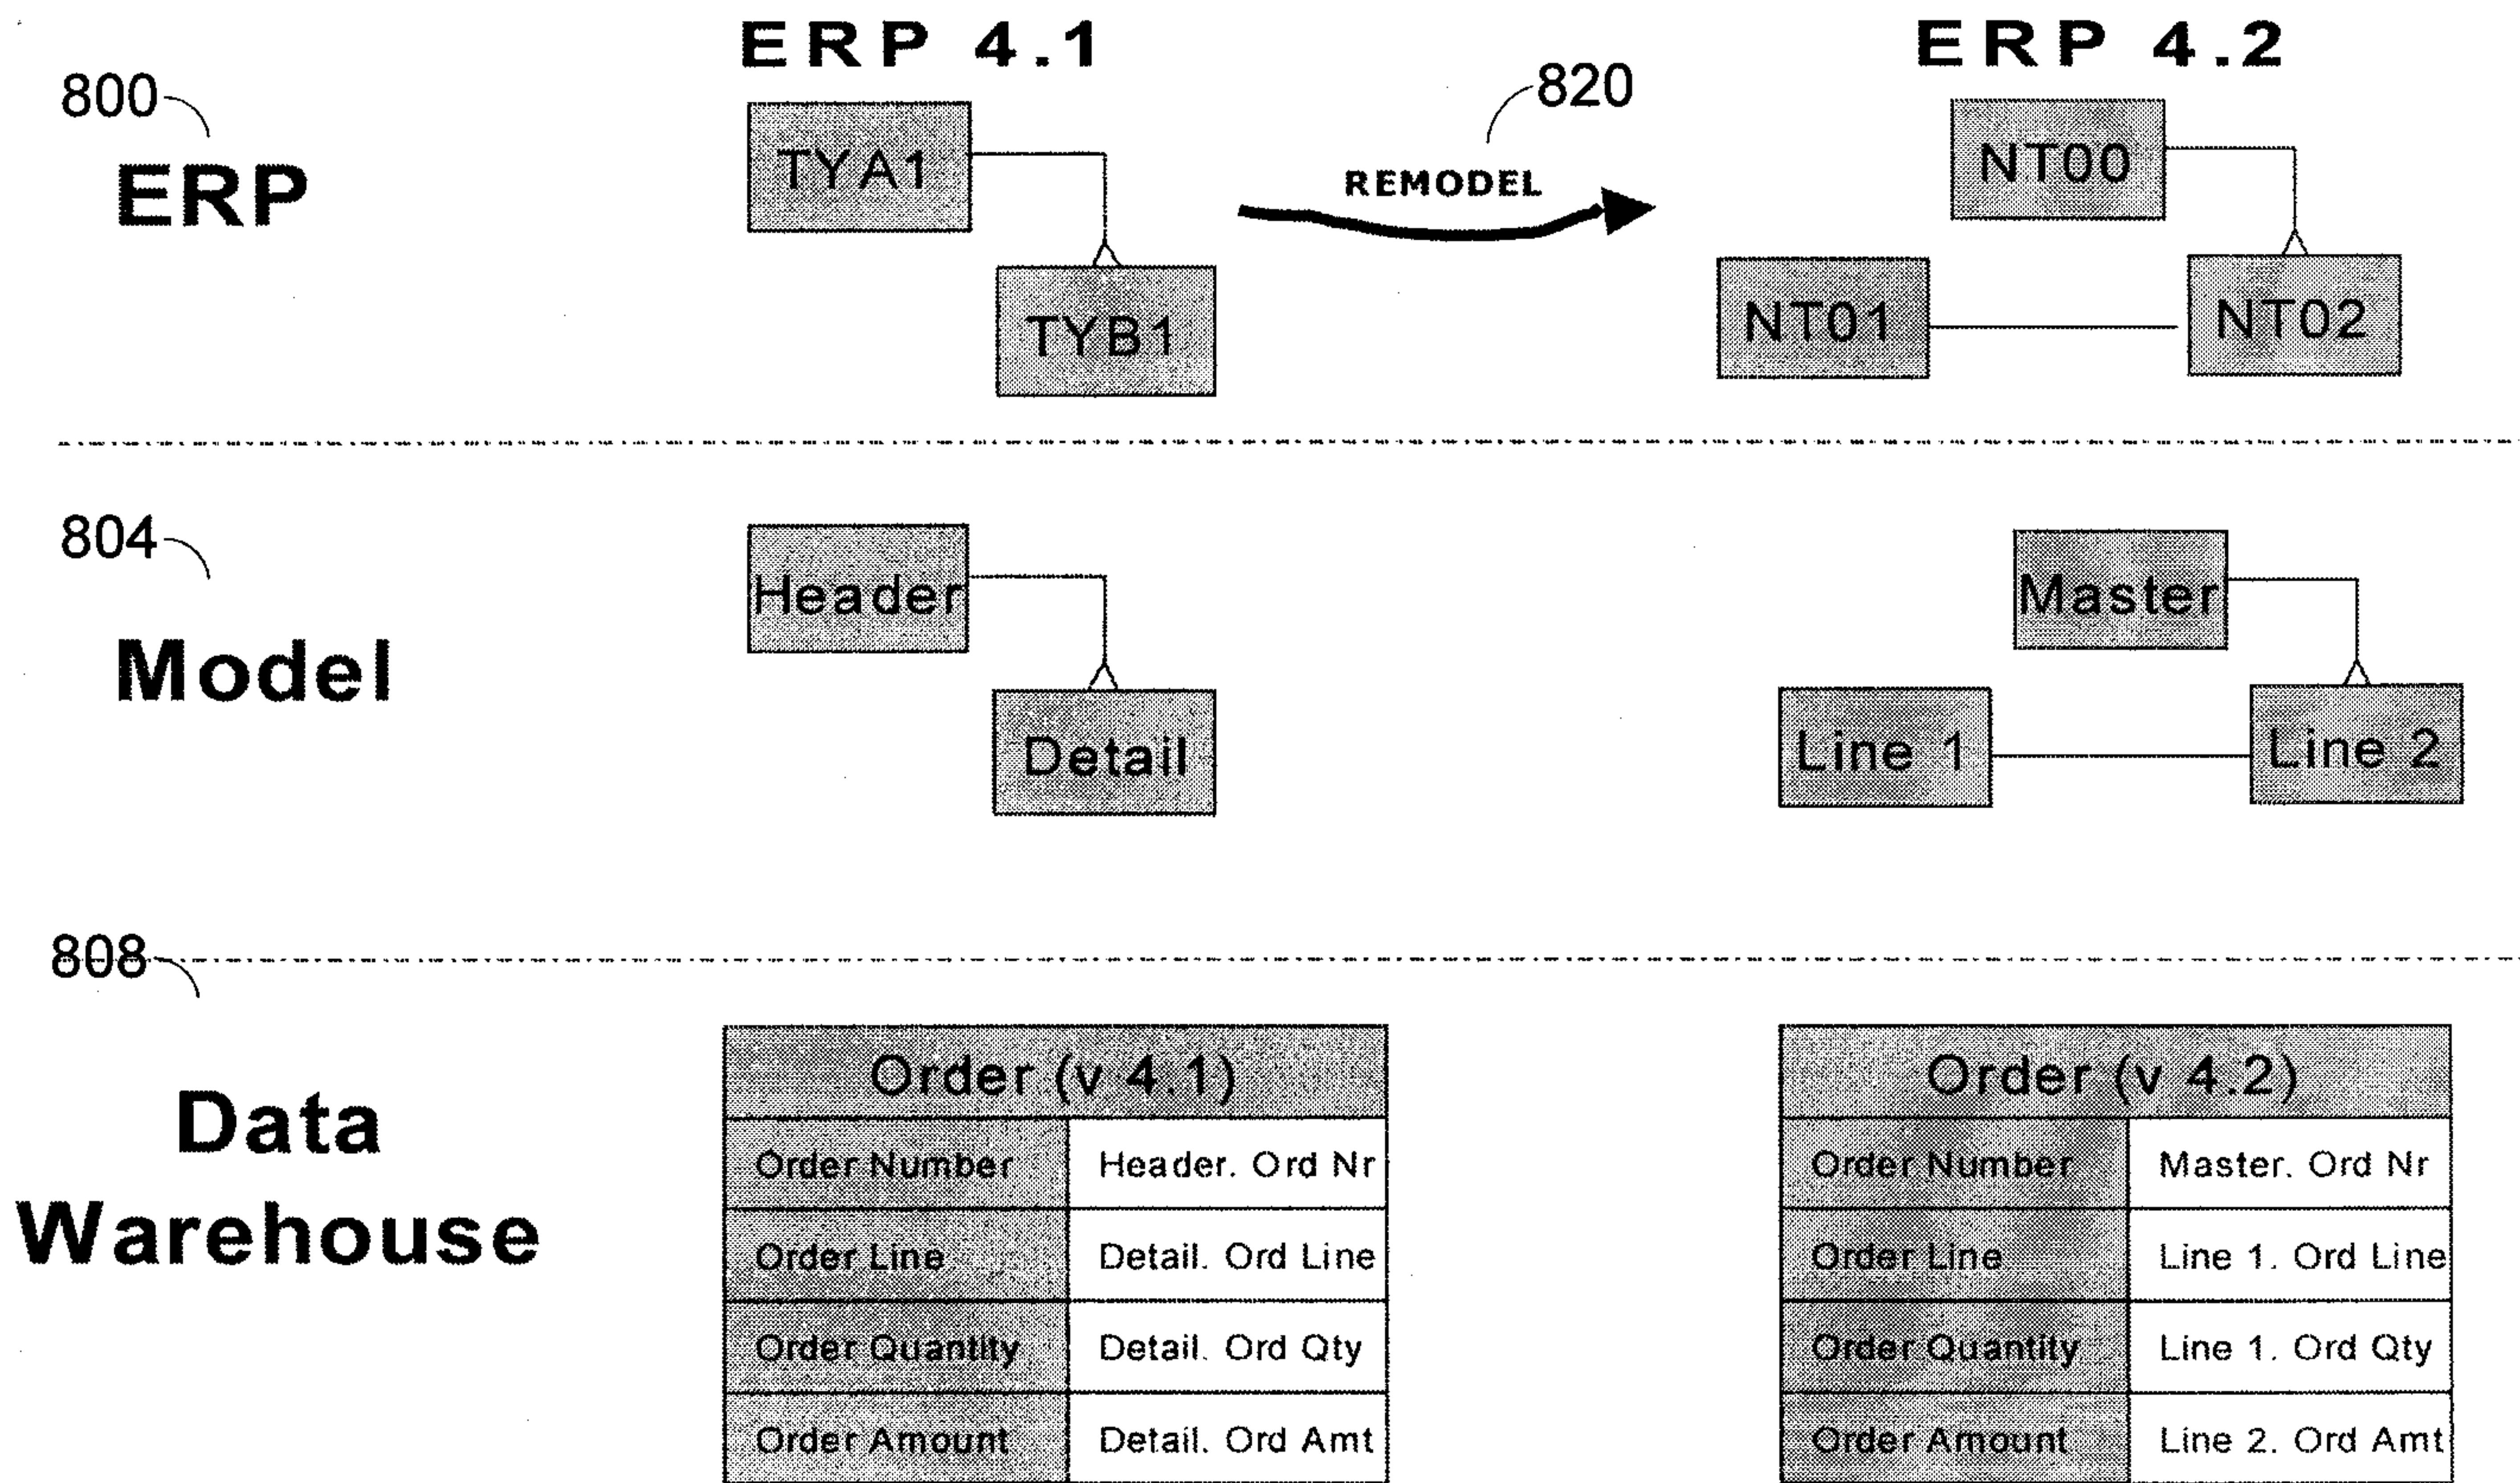 ERP 4.1
ERP 4.2
800
820
ERP
TYA1
REMODEL
NT00
TYB1
NT01
NT02
804
Model
Header
Master
Detail
Line 1
Line 2
808
Data
Warehouse
Order (v 4.1)
Order Number Header. Ord Nr
Order Line Detail. Ord Line
Order Quantity Detail. Ord Qty
Order Amount Detail. Ord Amt
Order (v 4.2)
Order Number Master. Ord Nr
Order Line Line 1. Ord Line
Order Quantity Line 1. Ord Qty
Order Amount Line 2. Ord Amt